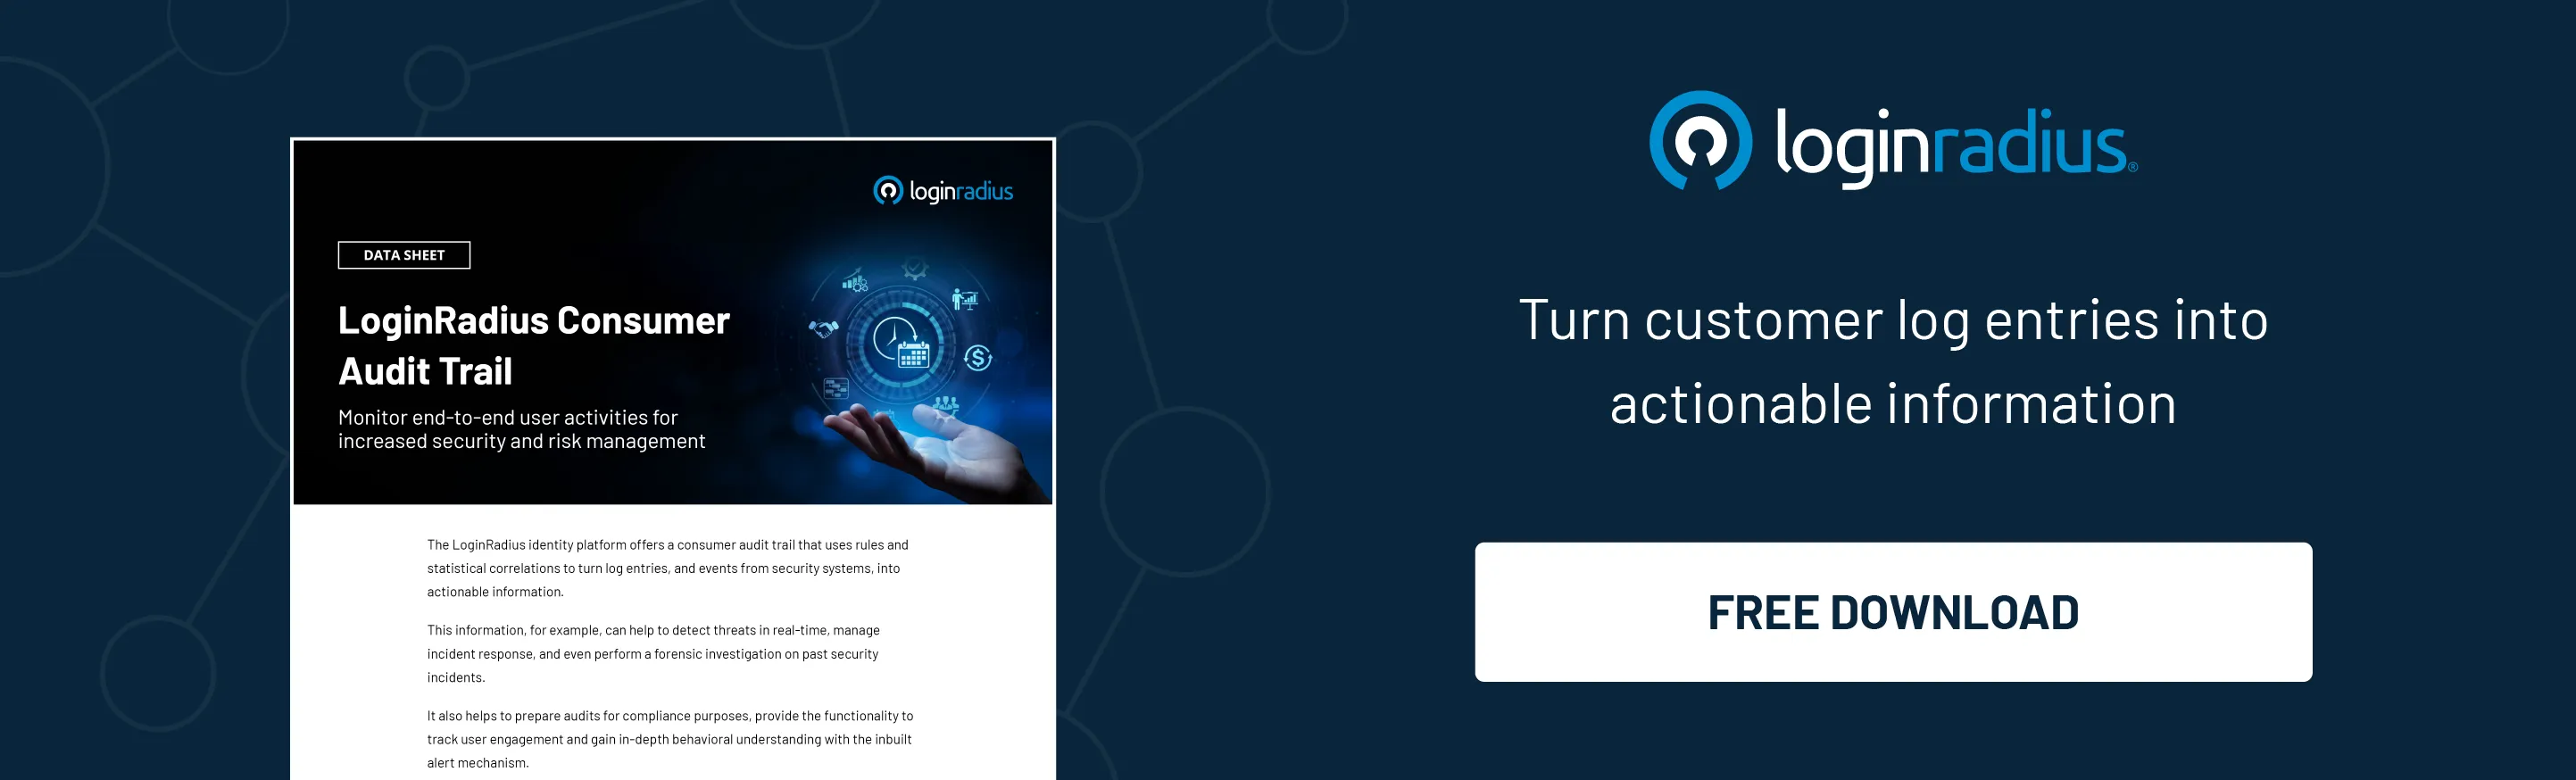 loginradius
DATA SHEET
LoginRadius Consumer
Audit Trail
Monitor end-to-end user activities for
increased security and risk management
The LoginRadius identity platform offers a consumer audit trail that uses rules and
statistical correlations to turn log entries, and events from security systems, into
actionable information.
This information, for example, can help to detect threats in real-time, manage
incident response, and even perform a forensic investigation on past security
incidents.
It also helps to prepare audits for compliance purposes, provide the functionality to
track user engagement and gain in-depth behavioral understanding with the inbuilt
alert mechanism.
loginradius®
Turn customer log entries into
actionable information
FREE DOWNLOAD